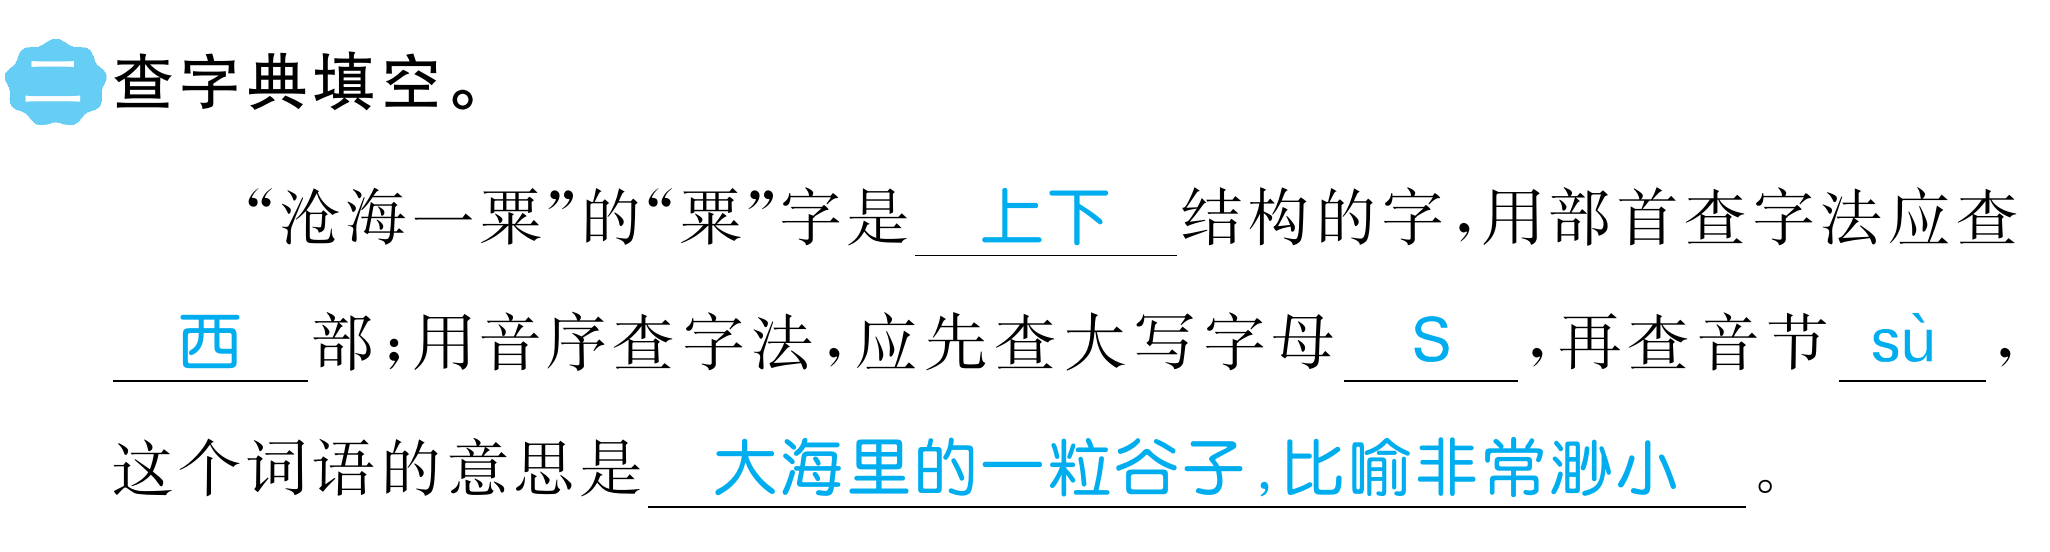 二 查字典填空。
“沧海一粟”的“粟”字是 上下 结构的字,用部首查字法应查
西 部;用音序查字法,应先查大写字母 S ,再查音节 sù ,
这个词语的意思是 大海里的一粒谷子,比喻非常渺小 。